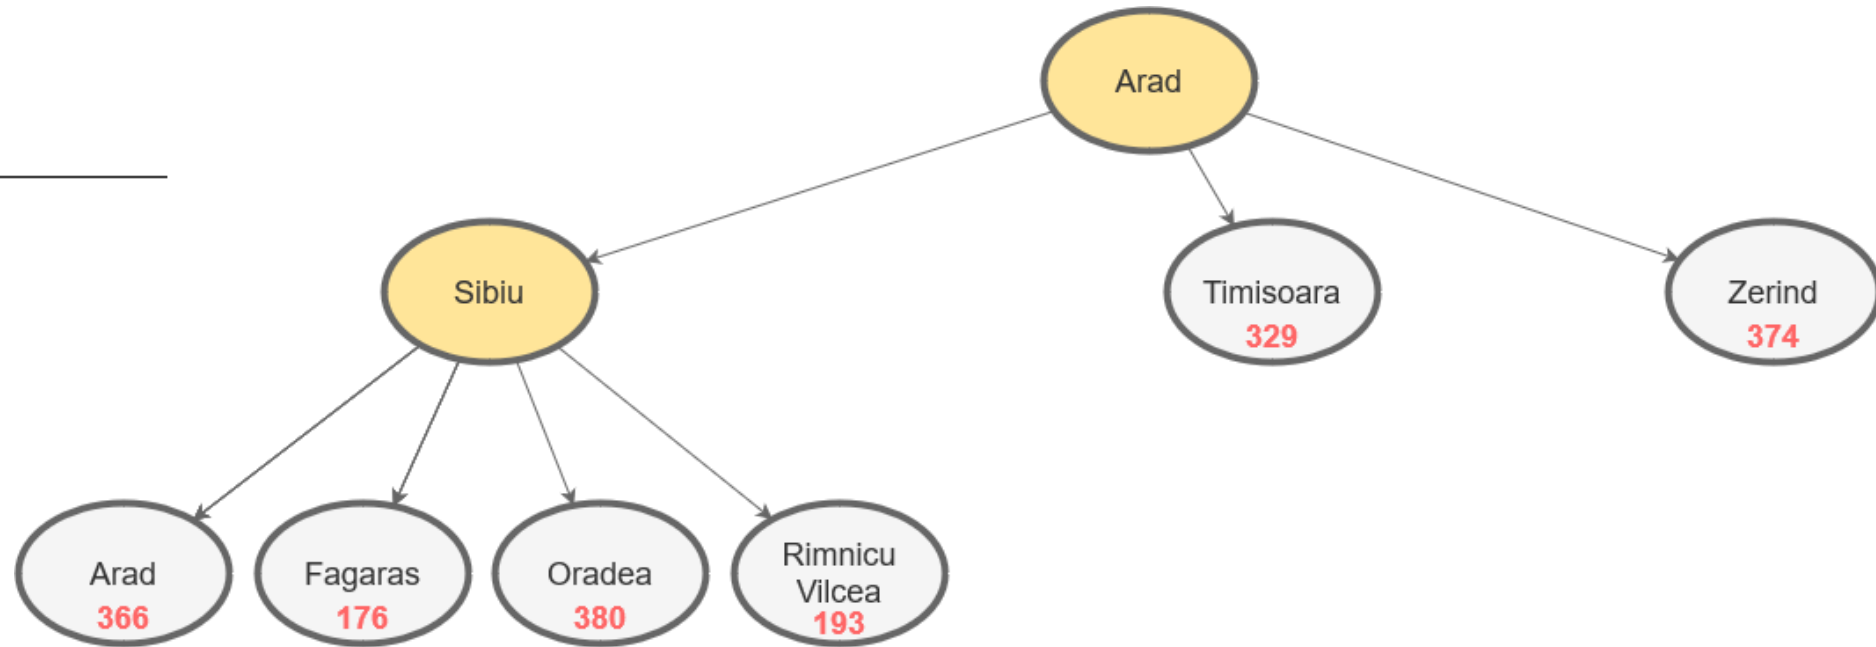 Arad
Sibiu
Timisoara
329
Zerind
374
Arad
366
Fagaras
176
Oradea
380
Rimnicu
Vilcea
193